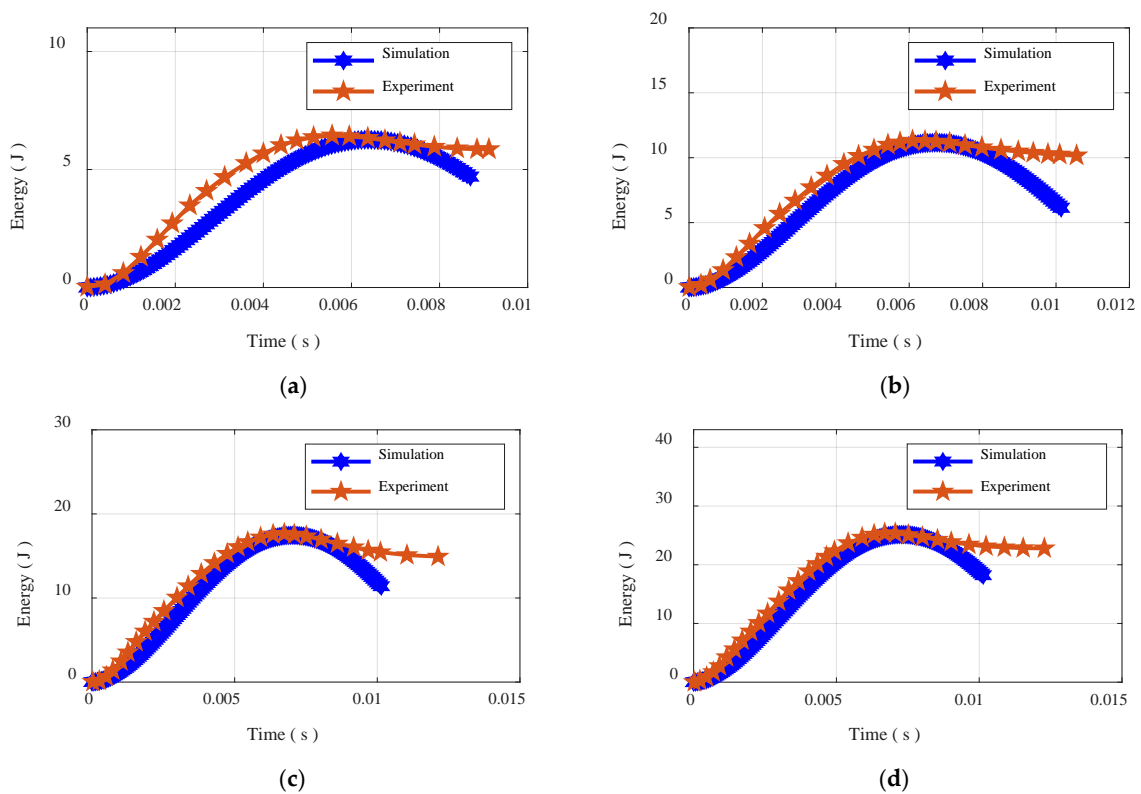 10
5
0
Energy ( J )
Simulation
Experiment
0
0.002
0.004
0.006
0.008
0.01
Time ( s )
(a)
20
15
10
5
0
Energy ( J )
Simulation
Experiment
0
0.002
0.004
0.006
0.008
0.01
0.012
Time ( s )
(b)
30
20
10
0
Energy ( J )
Simulation
Experiment
0
0.005
0.01
0.015
Time ( s )
(c)
40
30
20
10
0
Energy ( J )
Simulation
Experiment
0
0.005
0.01
0.015
Time ( s )
(d)